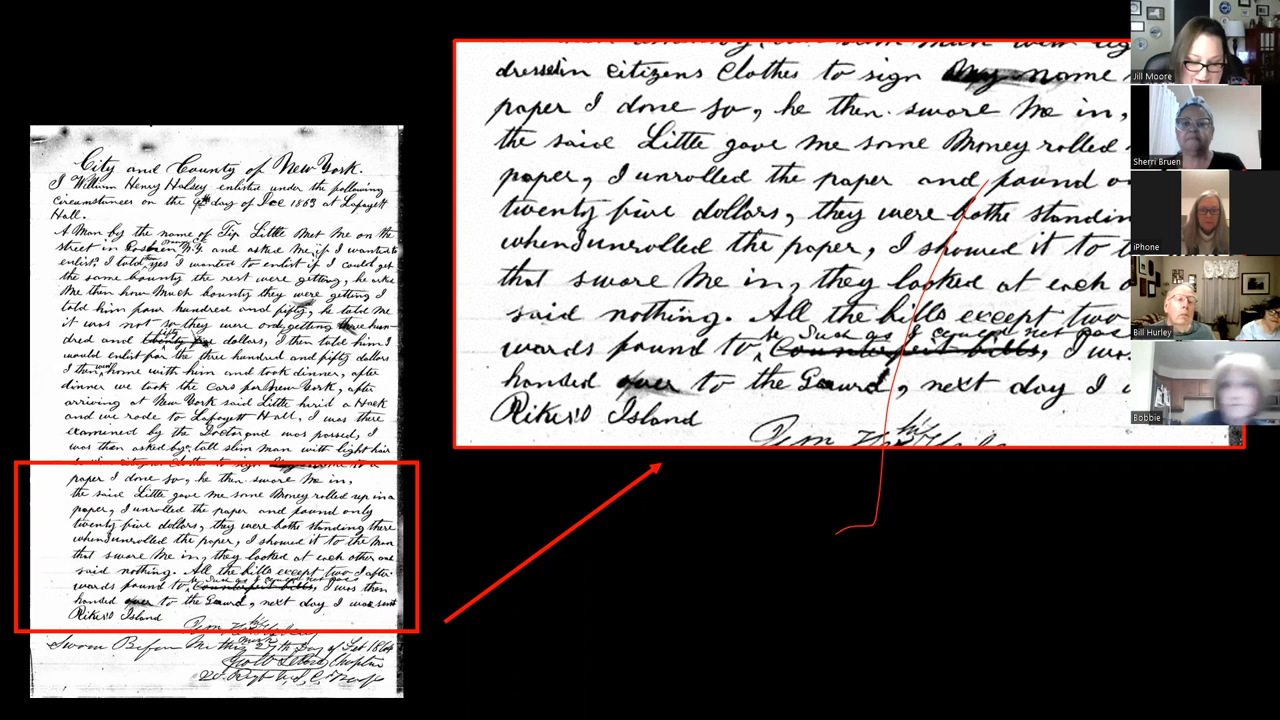 City and County of New York.
I William Henry Halsey enlisted under the following
Circumstances on the 9th day of Dec 1863 at Lafayett
Hall.
A Man by the name of Tip Little Met Me on the
street in N.Y. and asked Me if I wanted to
enlist? I told yes I wanted to enlist if I could get
the same bounty the rest were getting, he asked
Me then how Much bounty they were getting I
told him four hundred and fifty, he told Me
it was not so they were only getting three hun-
dred and fifty dollars, I then told him I
would enlist for the three hundred and fifty dollars
I then went home with him and took dinner, after
dinner we took the cars for New York, after
arriving at New York said Little hired a Hack
and we rode to Lafayett Hall, I was there
examined by the Doctor and was passed, I
was then asked by a tall slim man with light hair
paper I done so, he then swore Me in,
the said Little gave me some Money rolled up in a
paper, I unrolled the paper and found only
twenty five dollars, they were bothe standing there
when I unrolled the paper, I showed it to the Man
that swore Me in, they looked at each other and
said nothing. All the bills except two I after-
wards found to be Such as I could not pass
Counterfeit bills, I was then
handed over to the Gaurd, next day I was sent
Rikers Island
his
mark
Sworn Before Me this 27th Day of Feb 1864
dressed in Citizens Clothes to sign My name
paper I done so, he then swore Me in,
the said Little gave me some Money rolled
paper, I unrolled the paper and found
twenty five dollars, they were bothe standin
when I unrolled the paper, I showed it to t
that swore Me in, they looked at each o
said nothing. All the bills except two
be Such as I could not pas
wards found to Counterfeit bills, I was
handed over to the Gaurd, next day I
Rikers Island
his
Jill Moore
Sherri Bruen
iPhone
Bill Hurley
Bobbie